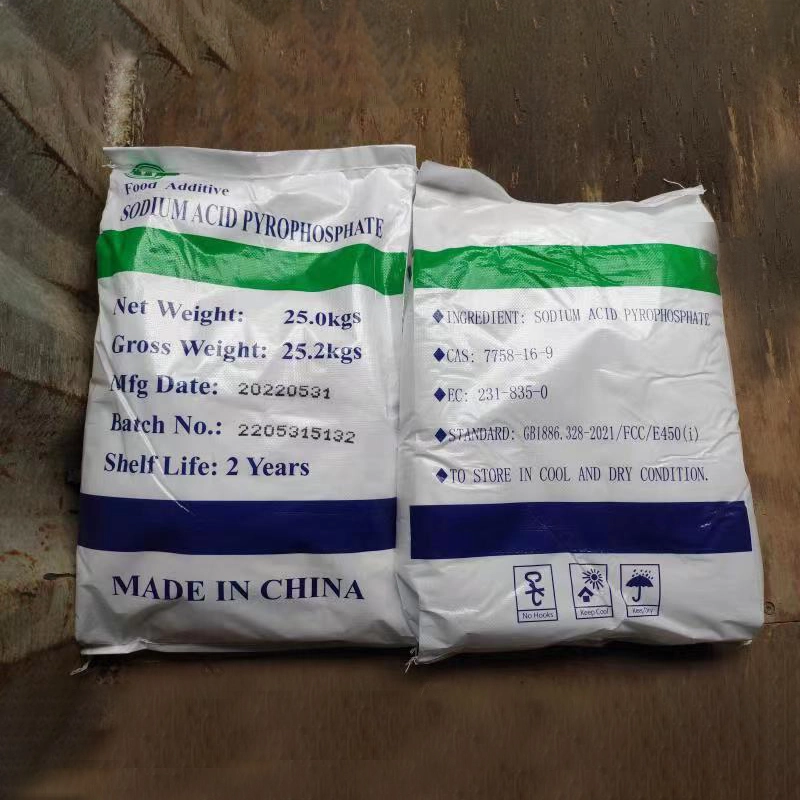 Food Additive
SODIUM ACID PYROPHOSPHATE
Net Weight: 25.0kgs
Gross Weight: 25.2kgs
Mfg Date: 20220531
Batch No.: 2205315132
Shelf Life: 2 Years
MADE IN CHINA
◆INGREDIENT: SODIUM ACID PYROPHOSPHATE
◆CAS: 7758-16-9
◆EC: 231-835-0
◆STANDARD: GB1886.328-2021/FCC/E450(i)
◆TO STORE IN COOL AND DRY CONDITION.
No Hooks
Keep Cool
Keep Dry